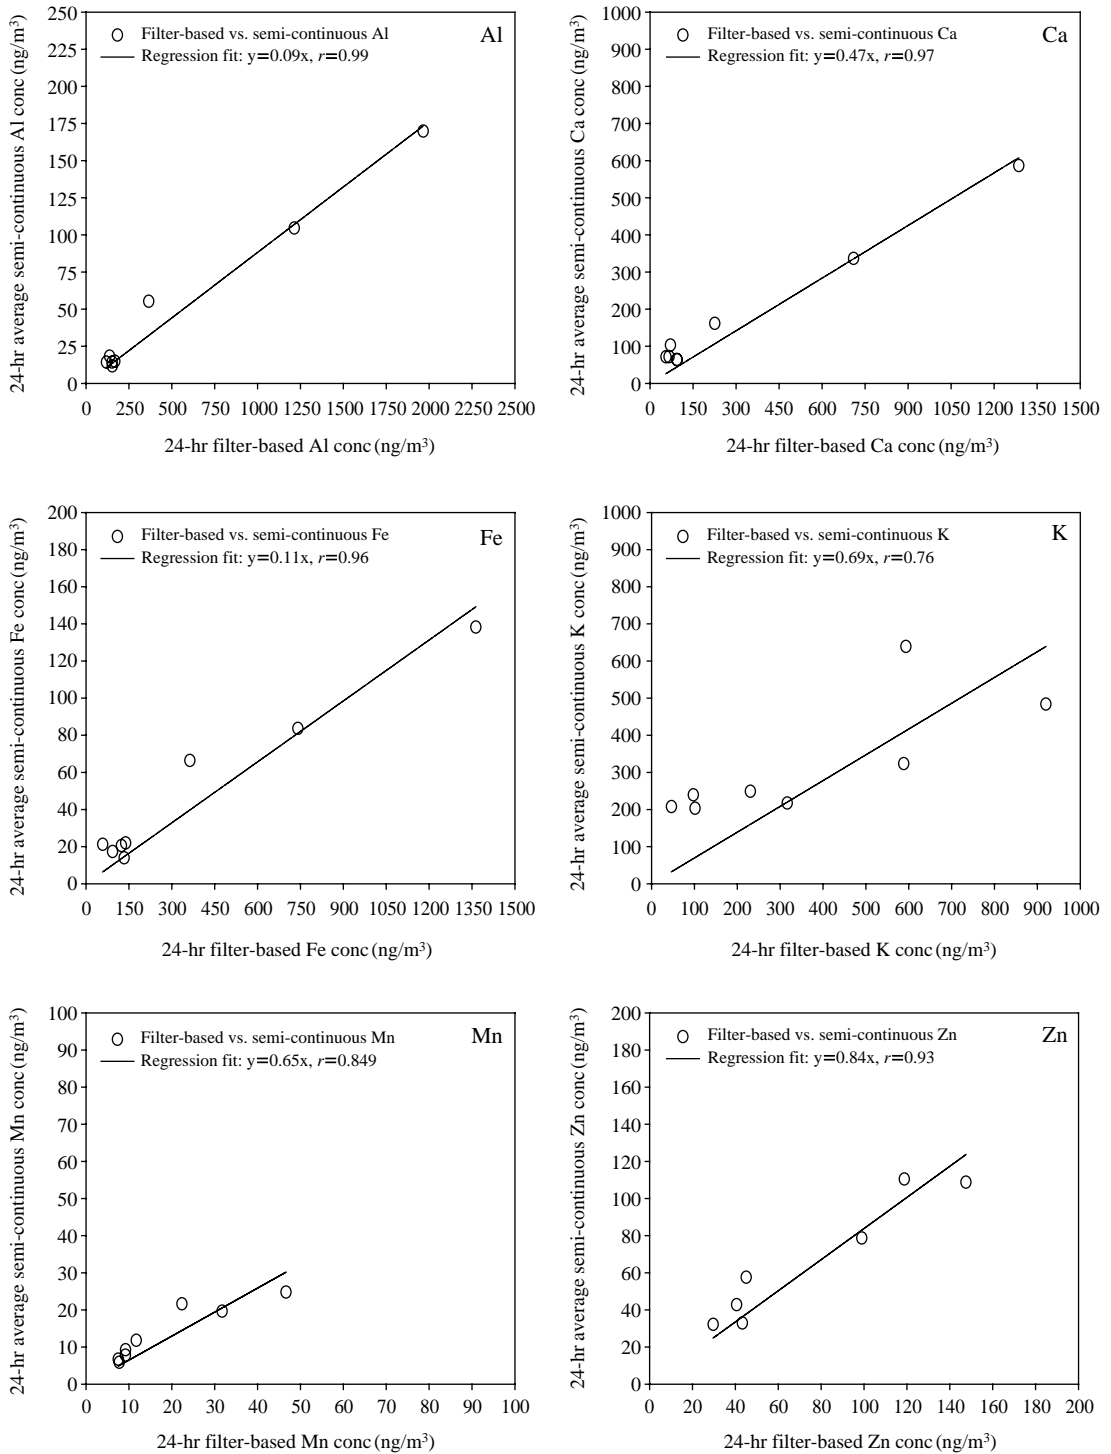 Al
Filter-based vs. semi-continuous Al
Regression fit: y=0.09x, r=0.99
24-hr average semi-continuous Al conc (ng/m³)
250
225
200
175
150
125
100
75
50
25
0
0 250 500 750 1000 1250 1500 1750 2000 2250 2500
24-hr filter-based Al conc (ng/m³)
Ca
Filter-based vs. semi-continuous Ca
Regression fit: y=0.47x, r=0.97
24-hr average semi-continuous Ca conc (ng/m³)
1000
900
800
700
600
500
400
300
200
100
0
0 150 300 450 600 750 900 1050 1200 1350 1500
24-hr filter-based Ca conc (ng/m³)
Fe
Filter-based vs. semi-continuous Fe
Regression fit: y=0.11x, r=0.96
24-hr average semi-continuous Fe conc (ng/m³)
200
180
160
140
120
100
80
60
40
20
0
0 150 300 450 600 750 900 1050 1200 1350 1500
24-hr filter-based Fe conc (ng/m³)
K
Filter-based vs. semi-continuous K
Regression fit: y=0.69x, r=0.76
24-hr average semi-continuous K conc (ng/m³)
1000
900
800
700
600
500
400
300
200
100
0
0 100 200 300 400 500 600 700 800 900 1000
24-hr filter-based K conc (ng/m³)
Mn
Filter-based vs. semi-continuous Mn
Regression fit: y=0.65x, r=0.849
24-hr average semi-continuous Mn conc (ng/m³)
100
90
80
70
60
50
40
30
20
10
0
0 10 20 30 40 50 60 70 80 90 100
24-hr filter-based Mn conc (ng/m³)
Zn
Filter-based vs. semi-continuous Zn
Regression fit: y=0.84x, r=0.93
24-hr average semi-continuous Zn conc (ng/m³)
200
180
160
140
120
100
80
60
40
20
0
0 20 40 60 80 100 120 140 160 180 200
24-hr filter-based Zn conc (ng/m³)